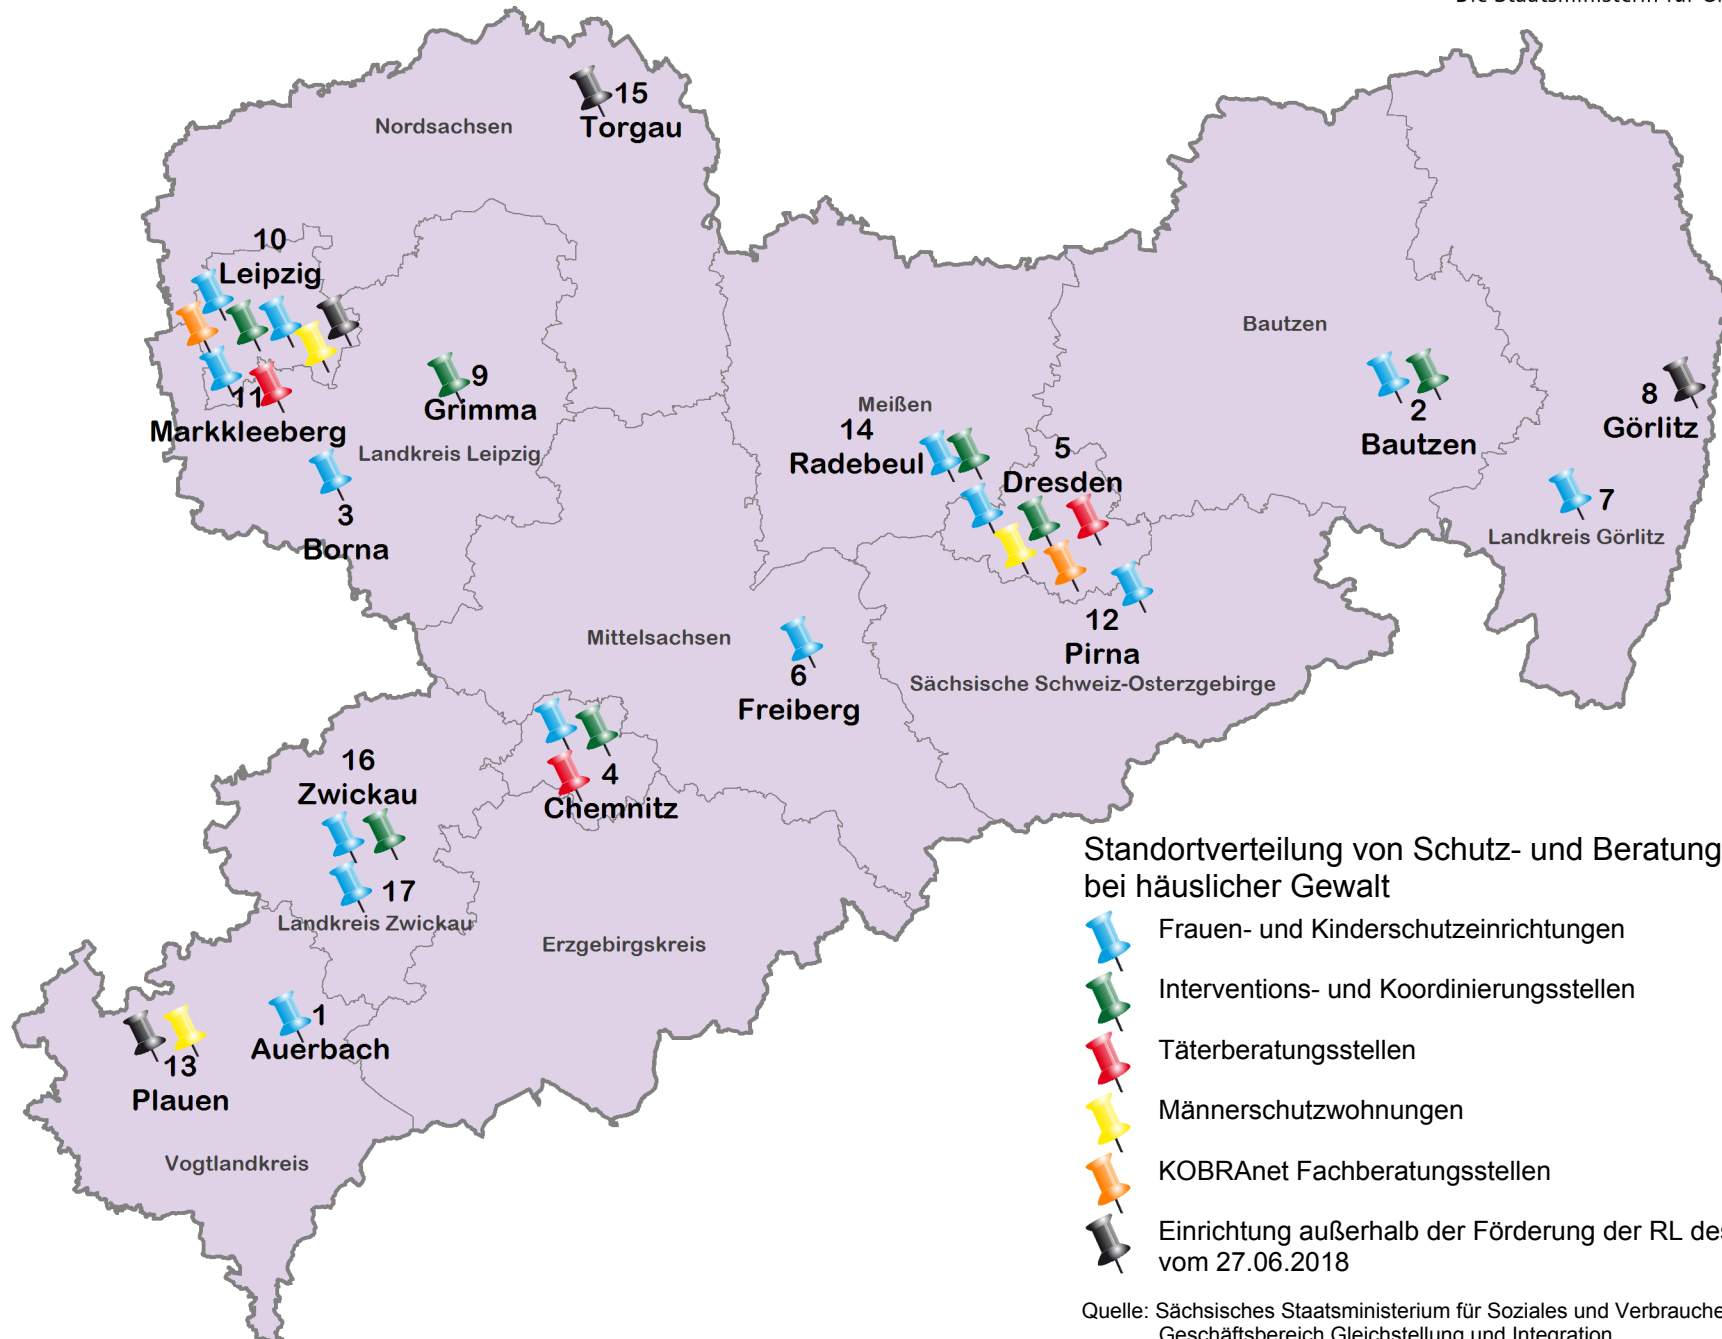 15
Torgau
Nordsachsen
10
Leipzig
11
Markkleeberg
9
Grimma
Landkreis Leipzig
3
Borna
Meißen
14
Radebeul
5
Dresden
Bautzen
2
Bautzen
8
Görlitz
7
Landkreis Görlitz
12
Pirna
Sächsische Schweiz-Osterzgebirge
Mittelsachsen
6
Freiberg
4
Chemnitz
16
Zwickau
17
Landkreis Zwickau
Erzgebirgskreis
1
Auerbach
13
Plauen
Vogtlandkreis
Standortverteilung von Schutz- und Beratung
bei häuslicher Gewalt
Frauen- und Kinderschutzeinrichtungen
Interventions- und Koordinierungsstellen
Täterberatungsstellen
Männerschutzwohnungen
KOBRAnet Fachberatungsstellen
Einrichtung außerhalb der Förderung der RL des
vom 27.06.2018
Quelle: Sächsisches Staatsministerium für Soziales und Verbrauche
Geschäftsbereich Gleichstellung und Integration